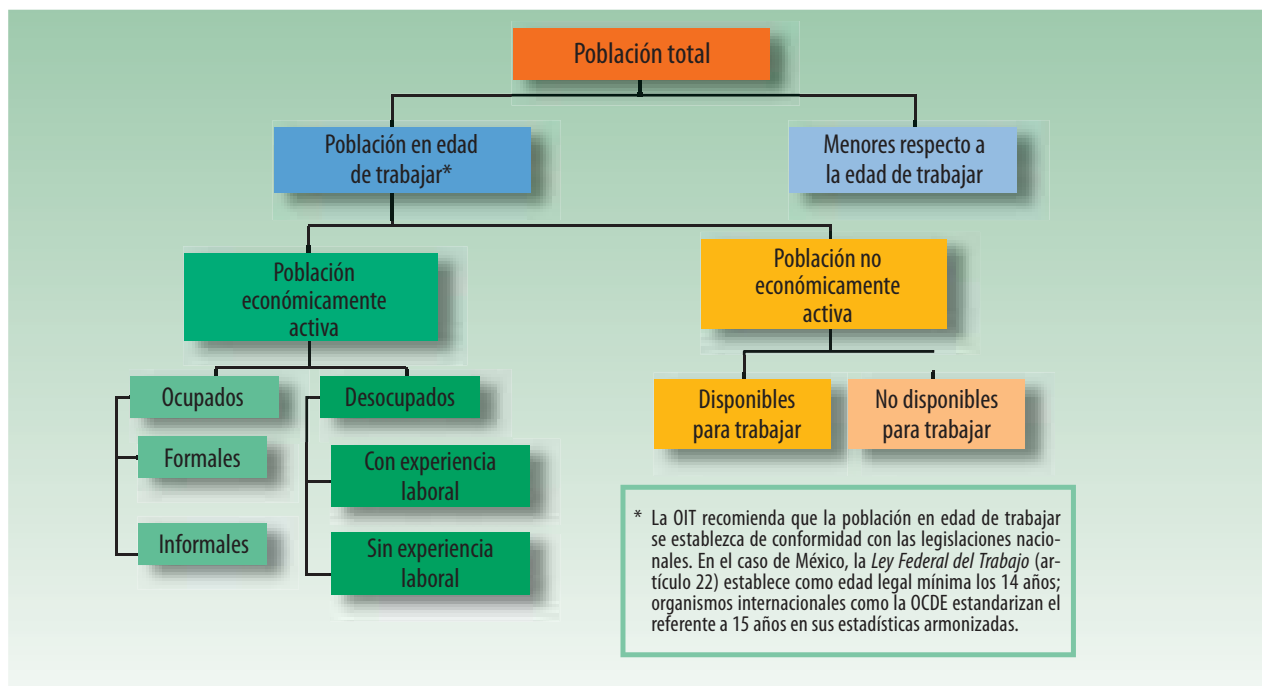 Población total
Población en edad
de trabajar*
Menores respecto a
la edad de trabajar
Población
económicamente
activa
Población no
económicamente
activa
Ocupados
Formales
Informales
Desocupados
Con experiencia
laboral
Sin experiencia
laboral
Disponibles
para trabajar
No disponibles
para trabajar
* La OIT recomienda que la población en edad de trabajar
se establezca de conformidad con las legislaciones nacio-
nales. En el caso de México, la Ley Federal del Trabajo (ar-
tículo 22) establece como edad legal mínima los 14 años;
organismos internacionales como la OCDE estandarizan el
referente a 15 años en sus estadísticas armonizadas.